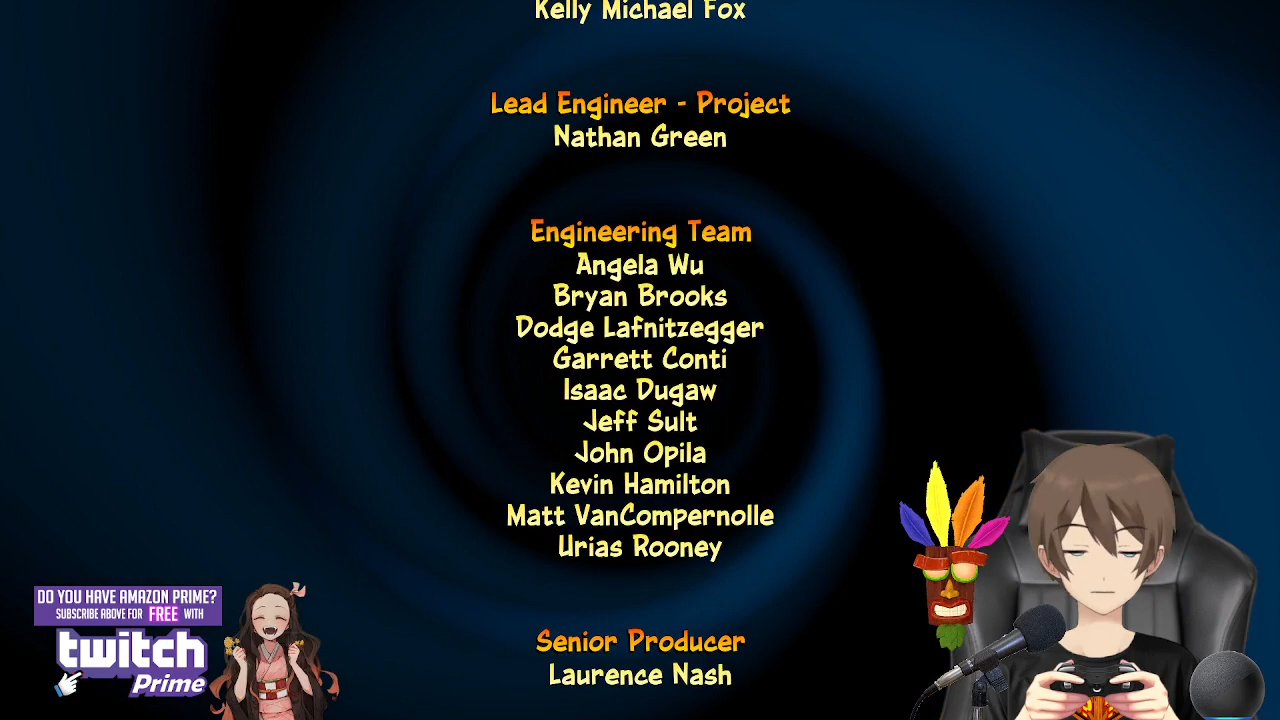 Kelly Michael Fox
Lead Engineer - Project
Nathan Green
Engineering Team
Angela Wu
Bryan Brooks
Dodge Lafnitzegger
Garrett Conti
Isaac Dugaw
Jeff Sult
John Opila
Kevin Hamilton
Matt VanCompernolle
Urias Rooney
Senior Producer
Laurence Nash
DO YOU HAVE AMAZON PRIME?
SUBSCRIBE ABOVE FOR FREE WITH
twitch
Prime